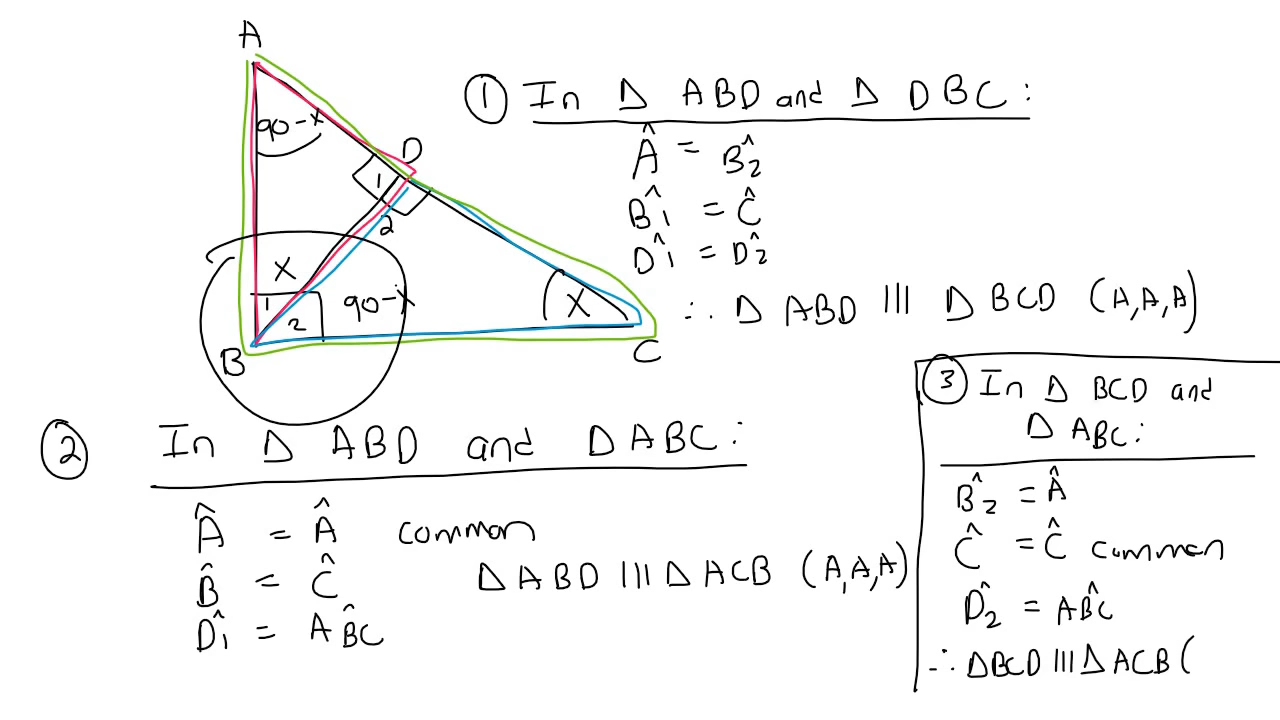 A
90-x
D
1
2
x
1
2
90-x
x
B
C
① In Δ ABD and Δ DBC:
Â = B̂2
B̂1 = Ĉ
D̂1 = D̂2
∴ Δ ABD ||| Δ BCD (A,A,A)
② In Δ ABD and Δ ABC:
Â = Â common
B̂ = Ĉ
D̂1 = AB̂C
Δ ABD ||| Δ ACB (A,A,A)
③ In Δ BCD and
Δ ABC:
B̂2 = Â
Ĉ = Ĉ common
D̂2 = AB̂C
∴ ΔBCD ||| Δ ACB (